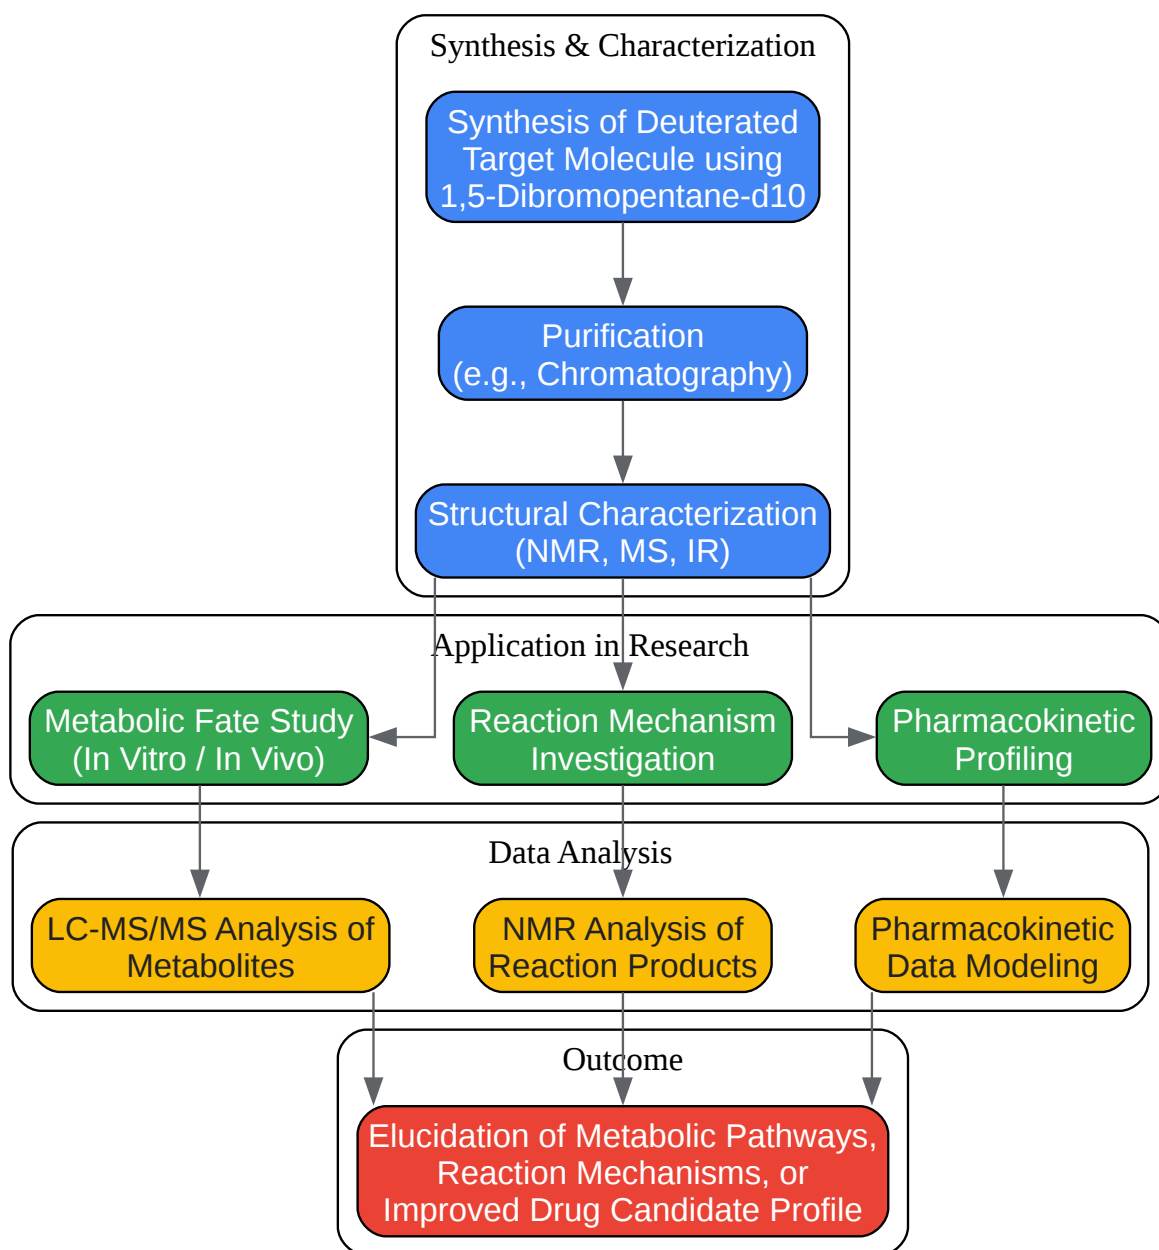 Synthesis & Characterization
Synthesis of Deuterated
Target Molecule using
1,5-Dibromopentane-d10
Purification
(e.g., Chromatography)
Structural Characterization
(NMR, MS, IR)
Application in Research
Metabolic Fate Study
(In Vitro / In Vivo)
Reaction Mechanism
Investigation
Pharmacokinetic
Profiling
Data Analysis
LC-MS/MS Analysis of
Metabolites
NMR Analysis of
Reaction Products
Pharmacokinetic
Data Modeling
Outcome
Elucidation of Metabolic Pathways,
Reaction Mechanisms, or
Improved Drug Candidate Profile